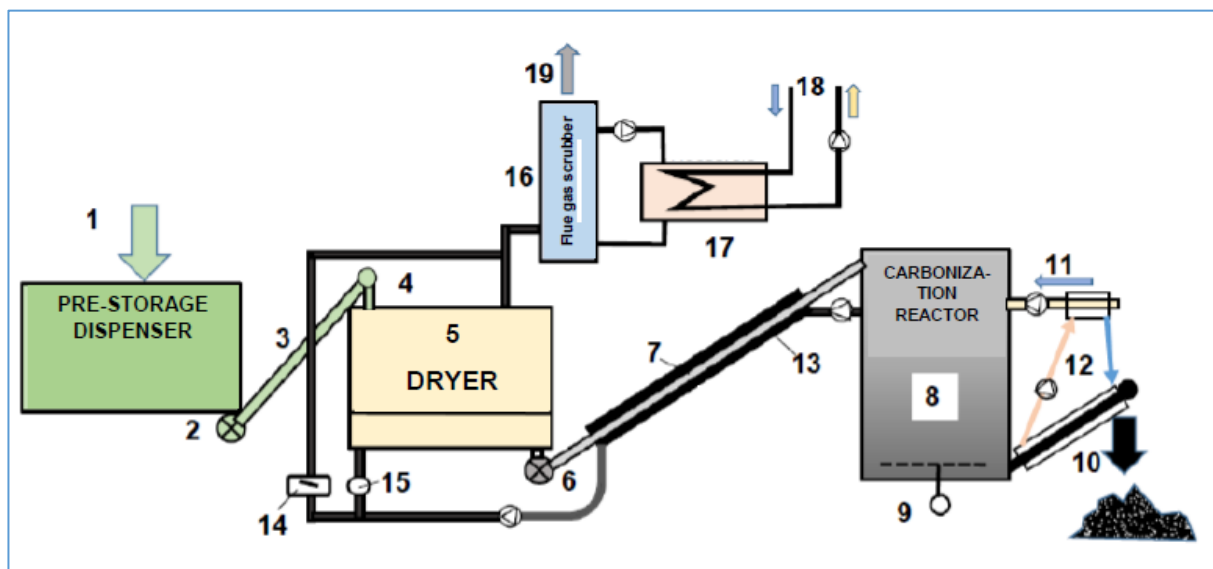 19
18
1
16
Flue gas scrubber
17
PRE-STORAGE
DISPENSER
3
4
5
DRYER
7
13
CARBONIZA-
TION
REACTOR
11
12
8
2
14
15
6
9
10